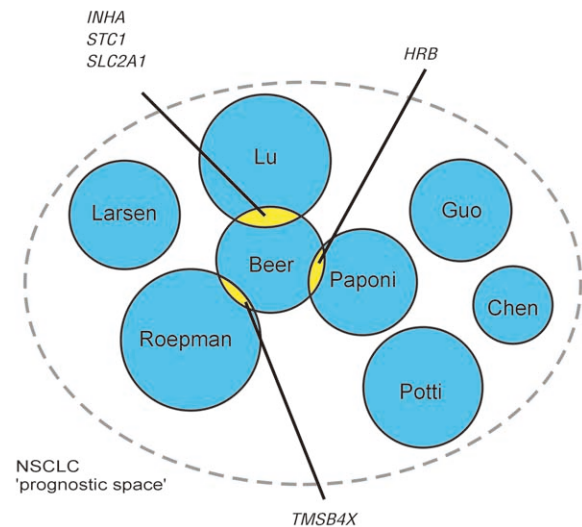 INHA
STC1
SLC2A1
HRB
Lu
Larsen
Guo
Beer
Paponi
Chen
Roepman
Potti
NSCLC
'prognostic space'
TMSB4X